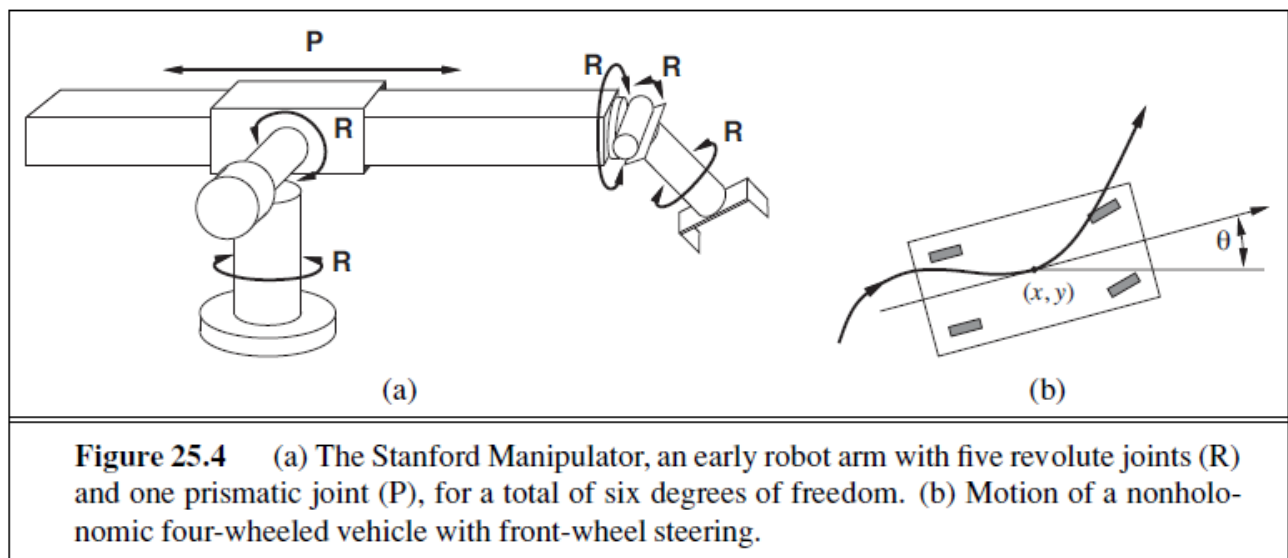 P
R
R
R
R
R
θ
(x, y)
(a)
(b)
Figure 25.4 (a) The Stanford Manipulator, an early robot arm with five revolute joints (R)
and one prismatic joint (P), for a total of six degrees of freedom. (b) Motion of a nonholo-
nomic four-wheeled vehicle with front-wheel steering.